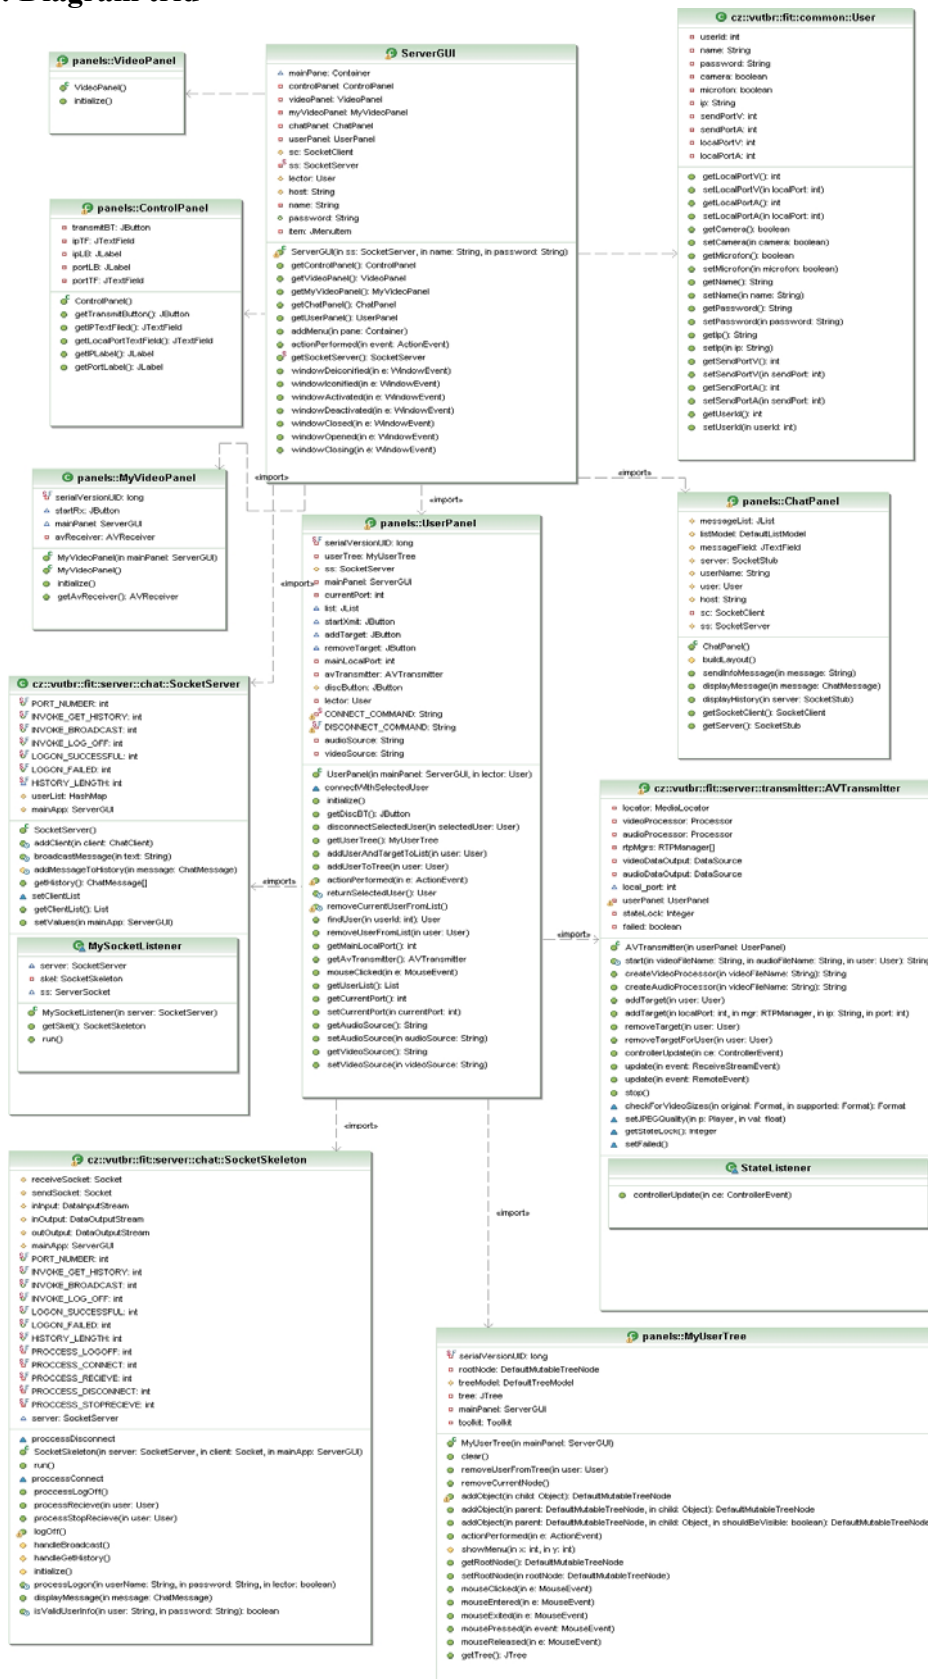 Diagram tříd
panels::VideoPanel
VideoPanel()
initialize()
ServerGUI
mainPane: Container
controlPanel: ControlPanel
videoPanel: VideoPanel
myVideoPanel: MyVideoPanel
chatPanel: ChatPanel
userPanel: UserPanel
sc: SocketClient
ss: SocketServer
lector: User
host: String
name: String
password: String
item: JMenuItem
ServerGUI(in ss: SocketServer, in name: String, in password: String)
getControlPanel(): ControlPanel
getVideoPanel(): VideoPanel
getMyVideoPanel(): MyVideoPanel
getChatPanel(): ChatPanel
getUserPanel(): UserPanel
addMenu(in pane: Container)
actionPerformed(in event: ActionEvent)
getSocketServer(): SocketServer
windowDeiconified(in e: WindowEvent)
windowIconified(in e: WindowEvent)
windowActivated(in e: WindowEvent)
windowDeactivated(in e: WindowEvent)
windowClosed(in e: WindowEvent)
windowOpened(in e: WindowEvent)
windowClosing(in e: WindowEvent)
cz::vutbr::fit::common::User
userId: int
name: String
password: String
camera: boolean
microfon: boolean
ip: String
sendPortV: int
sendPortA: int
localPortV: int
localPortA: int
getLocalPortV(): int
setLocalPortV(in localPort: int)
getLocalPortA(): int
setLocalPortA(in localPort: int)
getCamera(): boolean
setCamera(in camera: boolean)
getMicrofon(): boolean
setMicrofon(in microfon: boolean)
getName(): String
setName(in name: String)
getPassword(): String
setPassword(in password: String)
getIp(): String
setIp(in ip: String)
getSendPortV(): int
setSendPortV(in sendPort: int)
getSendPortA(): int
setSendPortA(in sendPort: int)
getUserId(): int
setUserId(in userId: int)
panels::ControlPanel
transmitBT: JButton
ipTF: JTextField
ipLB: JLabel
portLB: JLabel
portTF: JTextField
ControlPanel()
getTransmitButton(): JButton
getIPTextFiled(): JTextField
getLocalPortTextField(): JTextField
getIPLabel(): JLabel
getPortLabel(): JLabel
«import»
«import»
«import»
panels::MyVideoPanel
serialVersionUID: long
startRx: JButton
mainPanel: ServerGUI
avReceiver: AVReceiver
MyVideoPanel(in mainPanel: ServerGUI)
MyVideoPanel()
initialize()
getAvReceiver(): AVReceiver
panels::UserPanel
serialVersionUID: long
userTree: MyUserTree
ss: SocketServer
«import»
mainPanel: ServerGUI
currentPort: int
list: JList
startXmit: JButton
addTarget: JButton
removeTarget: JButton
mainLocalPort: int
avTransmitter: AVTransmitter
discButton: JButton
lector: User
CONNECT_COMMAND: String
DISCONNECT_COMMAND: String
audioSource: String
videoSource: String
UserPanel(in mainPanel: ServerGUI, in lector: User)
connectWithSelectedUser
initialize()
getDiscBT(): JButton
disconnectSelectedUser(in selectedUser: User)
getUserTree(): MyUserTree
addUserAndTargetToList(in user: User)
addUserToTree(in user: User)
actionPerformed(in e: ActionEvent)
returnSelectedUser(): User
removeCurrentUserFromList()
findUser(in userId: int): User
removeUserFromList(in user: User)
getMainLocalPort(): int
getAvTransmitter(): AVTransmitter
mouseClicked(in e: MouseEvent)
getUserList(): List
getCurrentPort(): int
setCurrentPort(in currentPort: int)
getAudioSource(): String
setAudioSource(in audioSource: String)
getVideoSource(): String
setVideoSource(in videoSource: String)
panels::ChatPanel
messageList: JList
listModel: DefaultListModel
messageField: JTextField
server: SocketStub
userName: String
user: User
host: String
sc: SocketClient
ss: SocketServer
ChatPanel()
buildLayout()
sendInfoMessage(in message: String)
displayMessage(in message: ChatMessage)
displayHistory(in server: SocketStub)
getSocketClient(): SocketClient
getServer(): SocketStub
cz::vutbr::fit::server::chat::SocketServer
PORT_NUMBER: int
INVOKE_GET_HISTORY: int
INVOKE_BROADCAST: int
INVOKE_LOG_OFF: int
LOGON_SUCCESSFUL: int
LOGON_FAILED: int
HISTORY_LENGTH: int
userList: HashMap
mainApp: ServerGUI
SocketServer()
addClient(in client: ChatClient)
broadcastMessage(in text: String)
addMessageToHistory(in message: ChatMessage)
getHistory(): ChatMessage[]
setClientList
getClientList(): List
setValues(in mainApp: ServerGUI)
«import»
MySocketListener
server: SocketServer
skel: SocketSkeleton
ss: ServerSocket
MySocketListener(in server: SocketServer)
getSkel(): SocketSkeleton
run()
cz::vutbr::fit::server::transmitter::AVTransmitter
locator: MediaLocator
videoProcessor: Processor
audioProcessor: Processor
rtpMgrs: RTPManager[]
videoDataOutput: DataSource
audioDataOutput: DataSource
local_port: int
userPanel: UserPanel
stateLock: Integer
failed: boolean
«import»
AVTransmitter(in userPanel: UserPanel)
start(in videoFileName: String, in audioFileName: String, in user: User): String
createVideoProcessor(in videoFileName: String): String
createAudioProcessor(in videoFileName: String): String
addTarget(in user: User)
addTarget(in localPort: int, in mgr: RTPManager, in ip: String, in port: int)
removeTarget(in user: User)
removeTargetForUser(in user: User)
controllerUpdate(in ce: ControllerEvent)
update(in event: ReceiveStreamEvent)
update(in event: RemoteEvent)
stop()
checkForVideoSizes(in original: Format, in supported: Format): Format
setJPEGQuality(in p: Player, in val: float)
getStateLock(): Integer
setFailed()
StateListener
controllerUpdate(in ce: ControllerEvent)
«import»
«import»
cz::vutbr::fit::server::chat::SocketSkeleton
receiveSocket: Socket
sendSocket: Socket
inInput: DataInputStream
inOutput: DataOutputStream
outOutput: DataOutputStream
mainApp: ServerGUI
PORT_NUMBER: int
INVOKE_GET_HISTORY: int
INVOKE_BROADCAST: int
INVOKE_LOG_OFF: int
LOGON_SUCCESSFUL: int
LOGON_FAILED: int
HISTORY_LENGTH: int
PROCCESS_LOGOFF: int
PROCCESS_CONNECT: int
PROCCESS_RECIEVE: int
PROCCESS_DISCONNECT: int
PROCCESS_STOPRECIEVE: int
server: SocketServer
proccessDisconnect
SocketSkeleton(in server: SocketServer, in client: Socket, in mainApp: ServerGUI)
run()
proccessConnect
proccessLogOff()
processRecieve(in user: User)
processStopRecieve(in user: User)
logOff()
handleBroadcast()
handleGetHistory()
initialize()
processLogon(in userName: String, in password: String, in lector: boolean)
displayMessage(in message: ChatMessage)
isValidUserInfo(in user: String, in password: String): boolean
panels::MyUserTree
serialVersionUID: long
rootNode: DefaultMutableTreeNode
treeModel: DefaultTreeModel
tree: JTree
mainPanel: ServerGUI
toolkit: Toolkit
MyUserTree(in mainPanel: ServerGUI)
clear()
removeUserFromTree(in user: User)
removeCurrentNode()
addObject(in child: Object): DefaultMutableTreeNode
addObject(in parent: DefaultMutableTreeNode, in child: Object): DefaultMutableTreeNode
addObject(in parent: DefaultMutableTreeNode, in child: Object, in shouldBeVisible: boolean): DefaultMutableTreeNode
actionPerformed(in e: ActionEvent)
showMenu(in x: int, in y: int)
getRootNode(): DefaultMutableTreeNode
setRootNode(in rootNode: DefaultMutableTreeNode)
mouseClicked(in e: MouseEvent)
mouseEntered(in e: MouseEvent)
mouseExited(in e: MouseEvent)
mousePressed(in event: MouseEvent)
mouseReleased(in e: MouseEvent)
getTree(): JTree